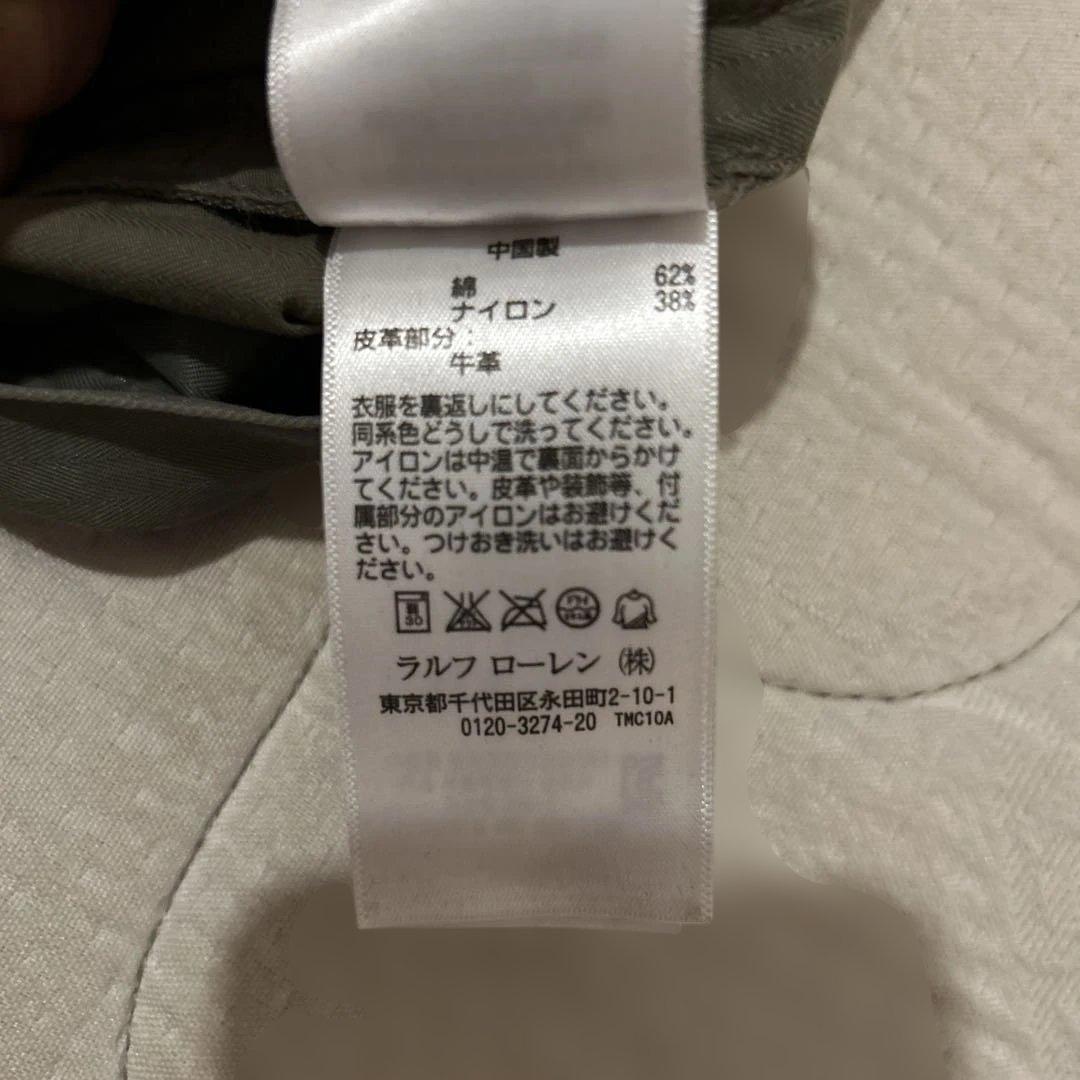 中国製
綿 62%
ナイロン 38%
皮革部分:
牛革
衣服を裏返しにしてください。
同系色どうしで洗ってください。
アイロンは中温で裏面からかけ
てください。皮革や装飾等、付
属部分のアイロンはお避けくだ
さい。つけおき洗いはお避けく
ださい。
ラルフ ローレン (株)
東京都千代田区永田町2-10-1
0120-3274-20 TMC10A